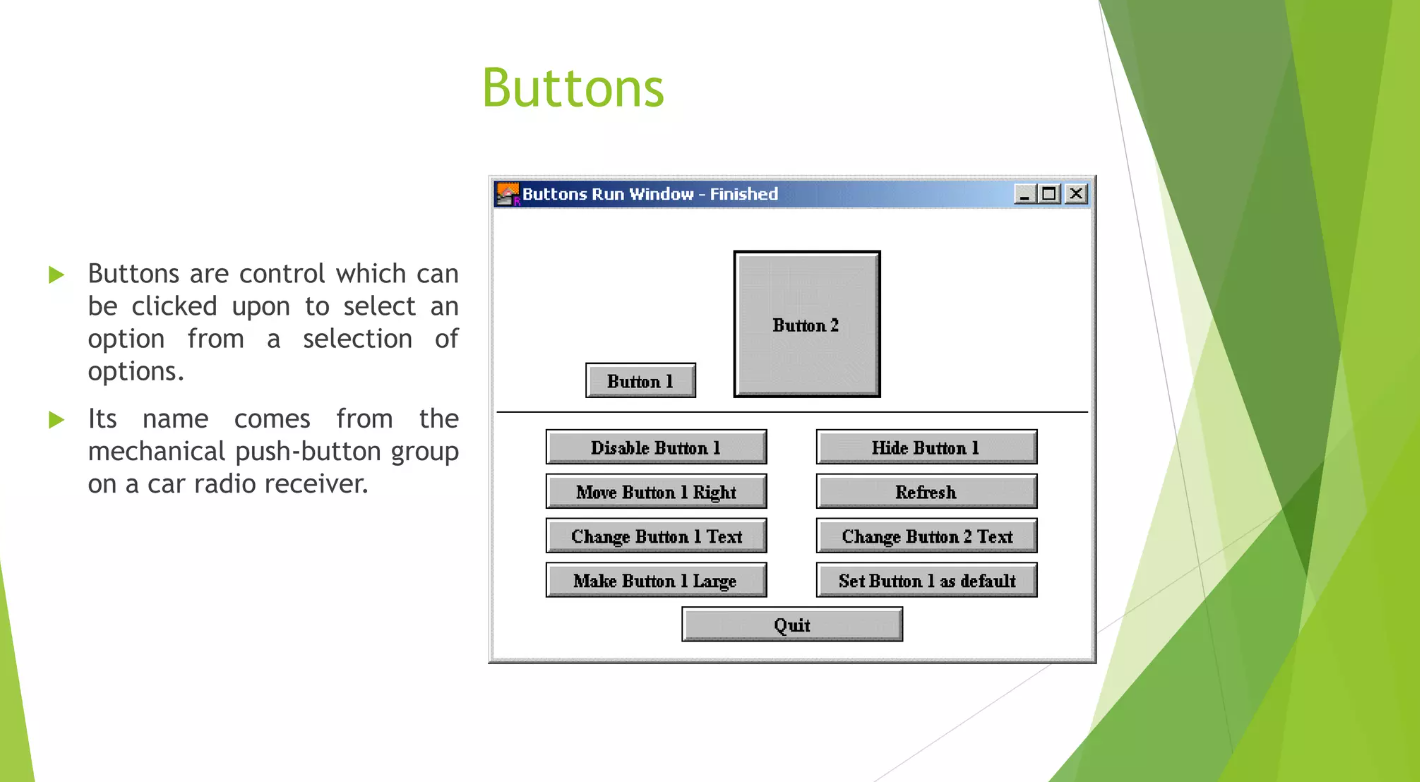 Buttons
Buttons are control which can
be clicked upon to select an
option from a selection of
options.
Its name comes from the
mechanical push-button group
on a car radio receiver.
Buttons Run Window - Finished
Button 2
Button 1
Disable Button 1
Hide Button 1
Move Button 1 Right
Refresh
Change Button 1 Text
Change Button 2 Text
Make Button 1 Large
Set Button 1 as default
Quit